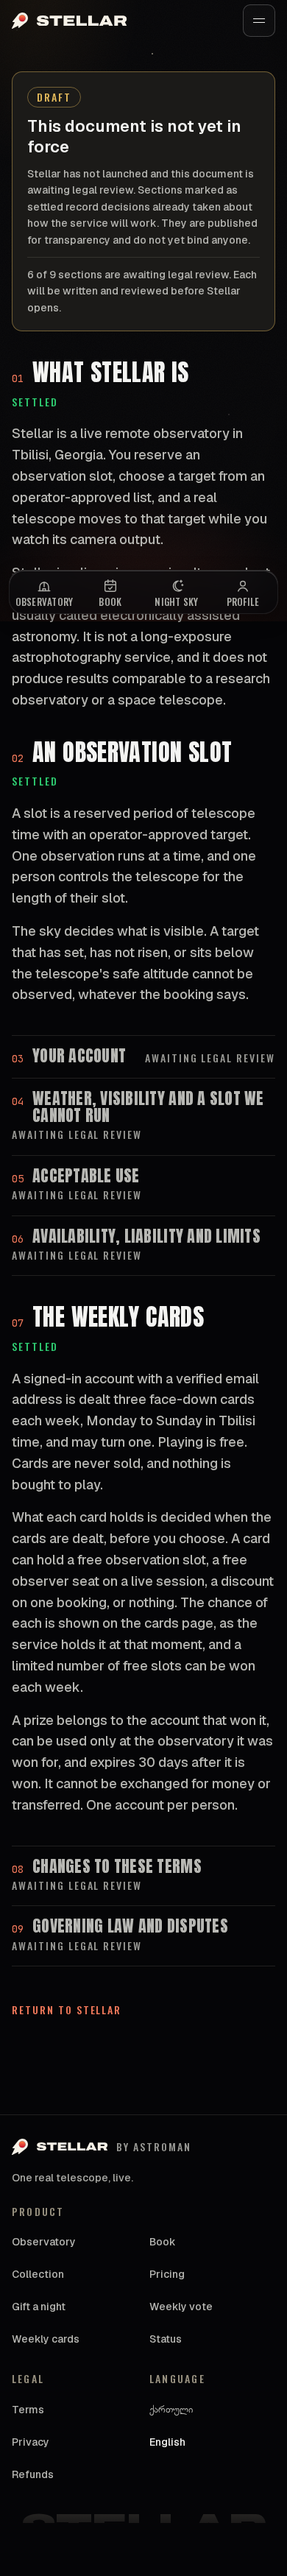 STELLAR
DRAFT
This document is not yet in
force
Stellar has not launched and this document is
awaiting legal review. Sections marked as
settled record decisions already taken about
how the service will work. They are published
for transparency and do not yet bind anyone.
6 of 9 sections are awaiting legal review. Each
will be written and reviewed before Stellar
opens.
01 WHAT STELLAR IS
SETTLED
Stellar is a live remote observatory in
Tbilisi, Georgia. You reserve an
observation slot, choose a target from an
operator-approved list, and a real
telescope moves to that target while you
watch its camera output.
OBSERVATORY BOOK NIGHT SKY PROFILE
usually called electronically assisted
astronomy. It is not a long-exposure
astrophotography service, and it does not
produce results comparable to a research
observatory or a space telescope.
02 AN OBSERVATION SLOT
SETTLED
A slot is a reserved period of telescope
time with an operator-approved target.
One observation runs at a time, and one
person controls the telescope for the
length of their slot.
The sky decides what is visible. A target
that has set, has not risen, or sits below
the telescope's safe altitude cannot be
observed, whatever the booking says.
03 YOUR ACCOUNT AWAITING LEGAL REVIEW
04 WEATHER, VISIBILITY AND A SLOT WE
CANNOT RUN
AWAITING LEGAL REVIEW
05 ACCEPTABLE USE
AWAITING LEGAL REVIEW
06 AVAILABILITY, LIABILITY AND LIMITS
AWAITING LEGAL REVIEW
07 THE WEEKLY CARDS
SETTLED
A signed-in account with a verified email
address is dealt three face-down cards
each week, Monday to Sunday in Tbilisi
time, and may turn one. Playing is free.
Cards are never sold, and nothing is
bought to play.
What each card holds is decided when the
cards are dealt, before you choose. A card
can hold a free observation slot, a free
observer seat on a live session, a discount
on one booking, or nothing. The chance of
each is shown on the cards page, as the
service holds it at that moment, and a
limited number of free slots can be won
each week.
A prize belongs to the account that won it,
can be used only at the observatory it was
won for, and expires 30 days after it is
won. It cannot be exchanged for money or
transferred. One account per person.
08 CHANGES TO THESE TERMS
AWAITING LEGAL REVIEW
09 GOVERNING LAW AND DISPUTES
AWAITING LEGAL REVIEW
RETURN TO STELLAR
STELLAR BY ASTROMAN
One real telescope, live.
PRODUCT
Observatory Book
Collection Pricing
Gift a night Weekly vote
Weekly cards Status
LEGAL LANGUAGE
Terms ქართული
Privacy English
Refunds
STELLAR